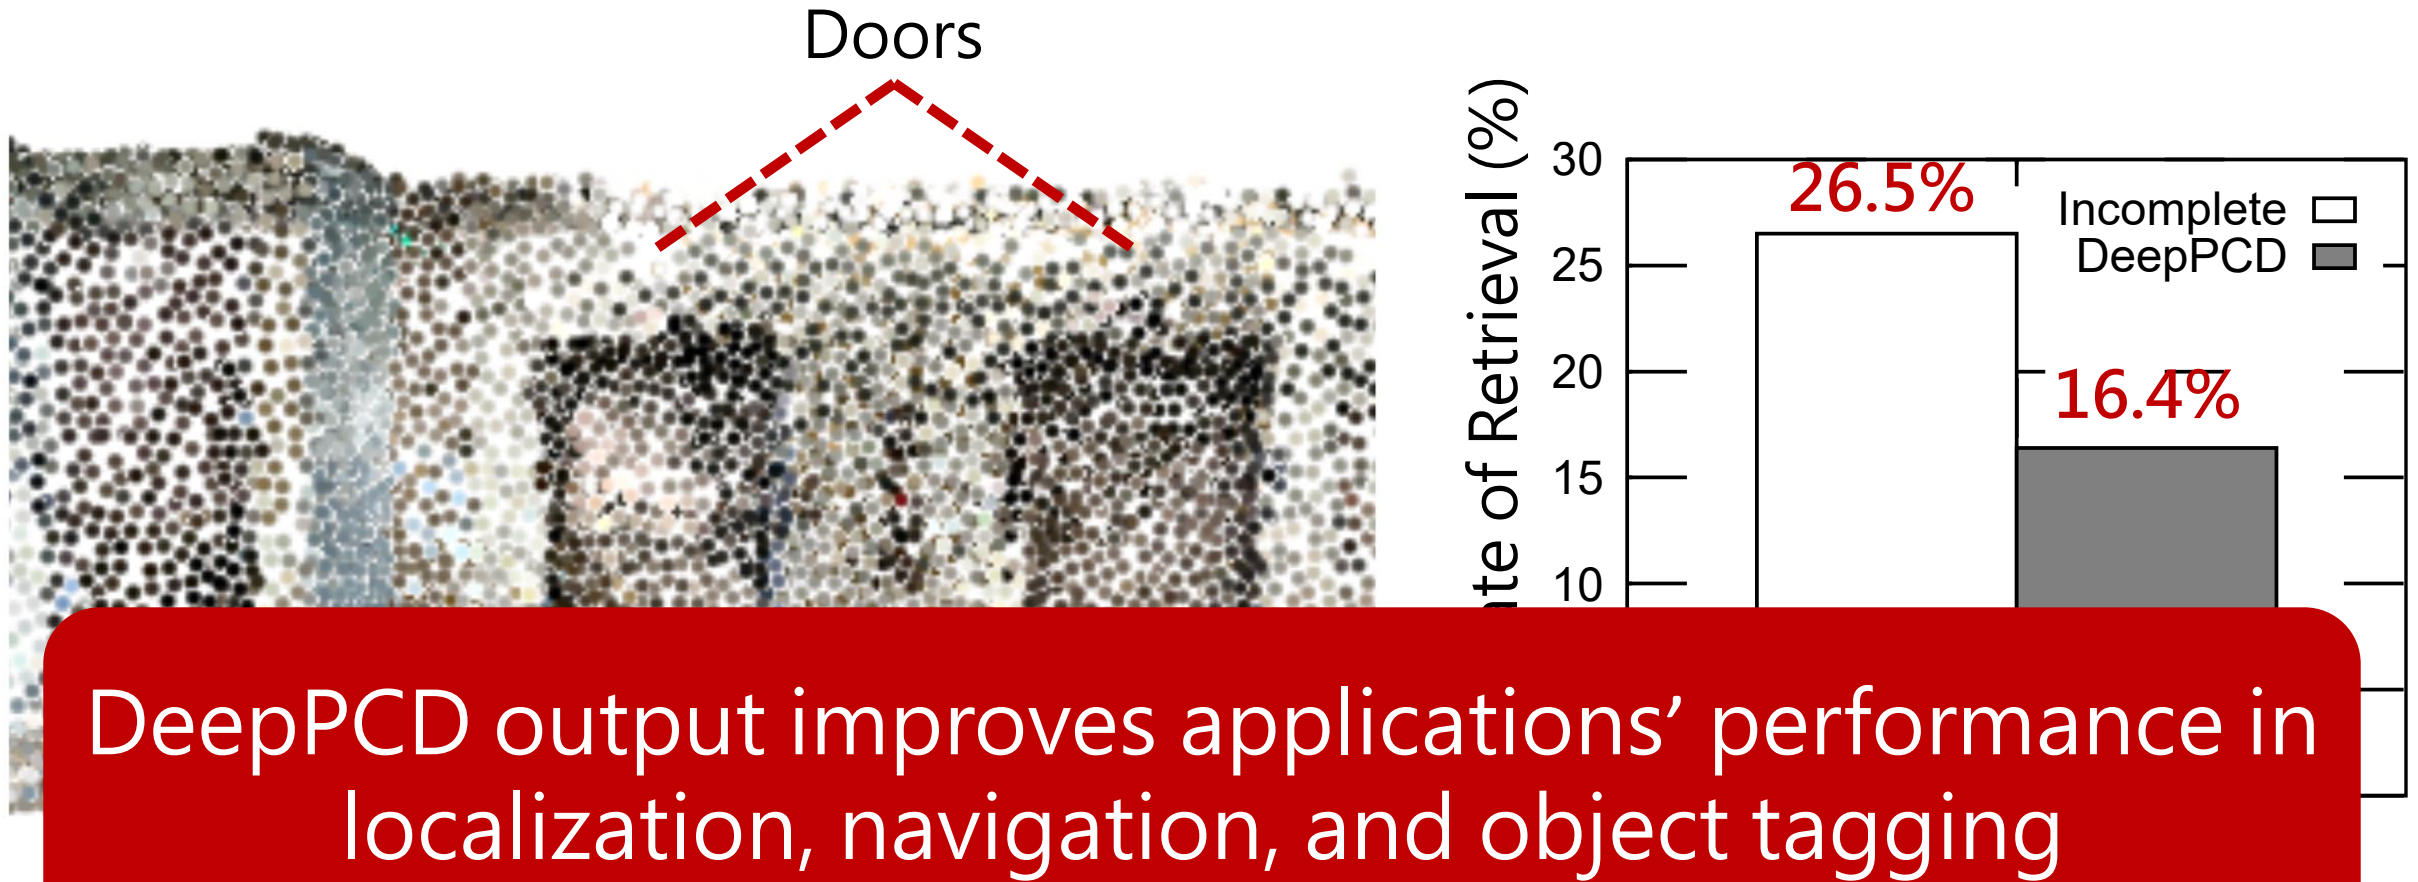 Doors
ate of Retrieval (%)
30
25
20
15
10
26.5%
16.4%
Incomplete
DeepPCD
DeepPCD output improves applications’ performance in
localization, navigation, and object tagging